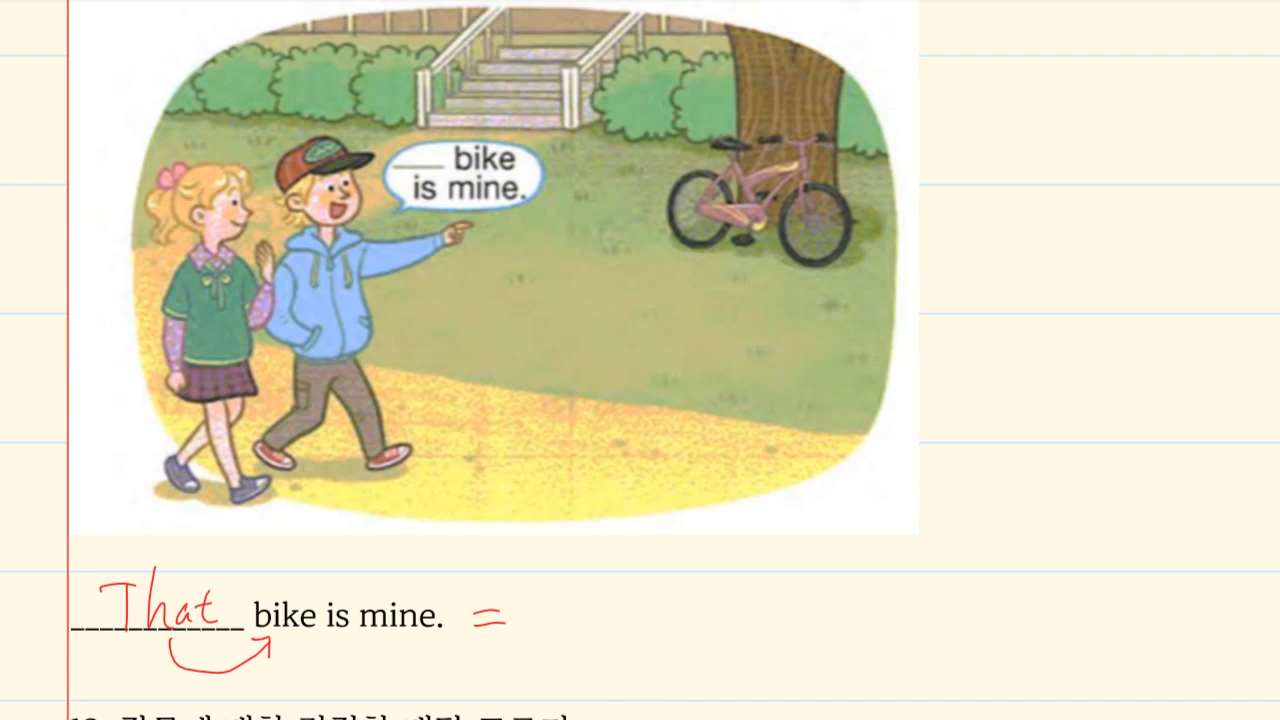 ____ bike
is mine.
That bike is mine. =